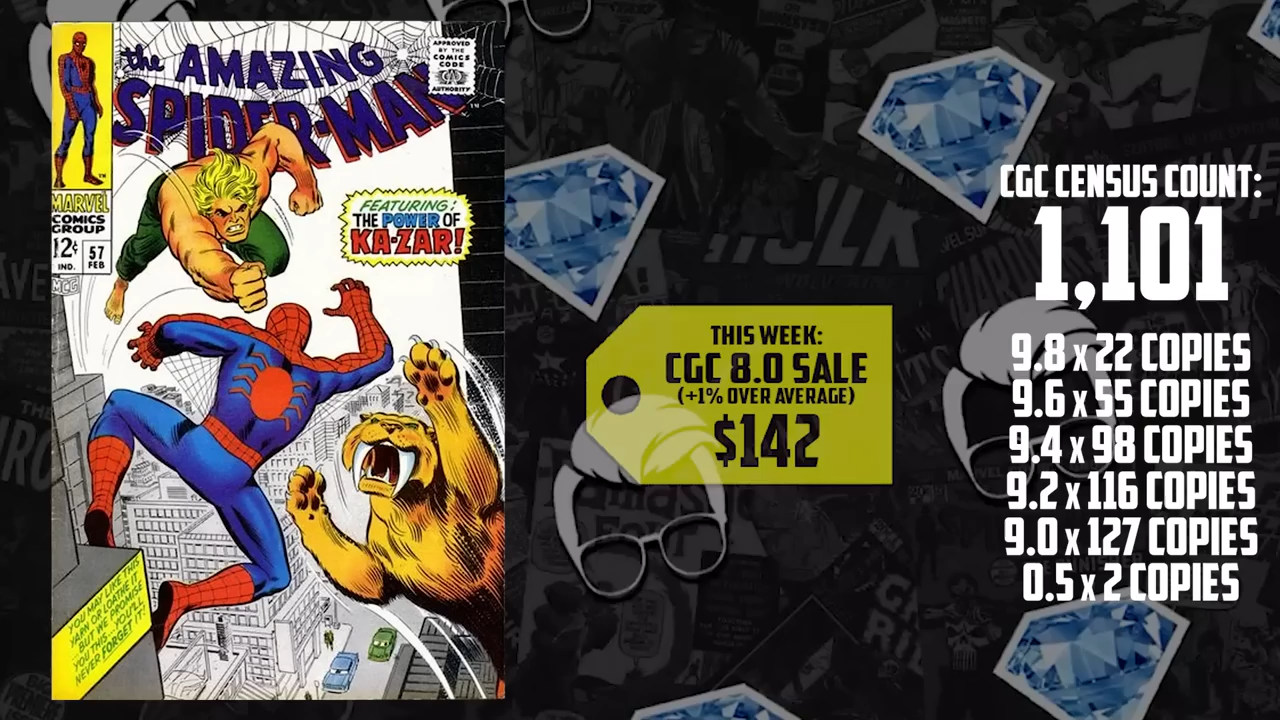 the AMAZING
SPIDER-MAN
TM
APPROVED
BY THE
COMICS
CODE
AUTHORITY
TM
MARVEL
COMICS
GROUP
12¢
IND.
57
FEB
MCG
FEATURING:
THE POWER OF
KA-ZAR!
YOU MAY LIKE THIS
YARN OR LOATHE IT
BUT WE PROMISE
YOU THIS...YOU'LL
NEVER FORGET IT!
THIS WEEK:
CGC 8.0 SALE
(+1% OVER AVERAGE)
$142
CGC CENSUS COUNT:
1,101
9.8 x 22 COPIES
9.6 x 55 COPIES
9.4 x 98 COPIES
9.2 x 116 COPIES
9.0 x 127 COPIES
0.5 x 2 COPIES